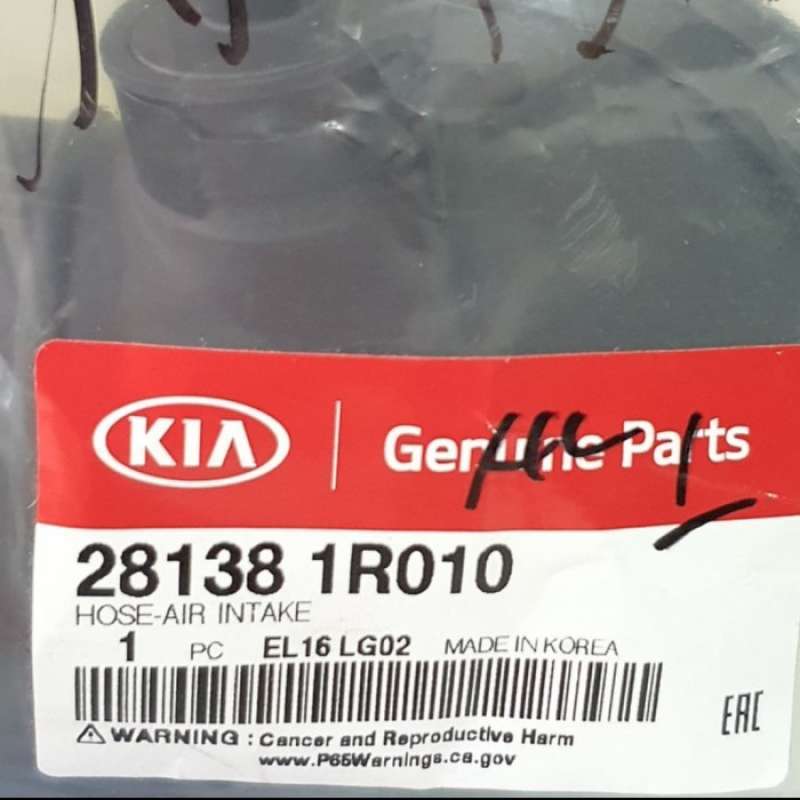 KIA Genuine Parts
28138 1R010
HOSE-AIR INTAKE
1 PC EL16 LG02 MADE IN KOREA
EAC
⚠ WARNING : Cancer and Reproductive Harm
www.P65Warnings.ca.gov